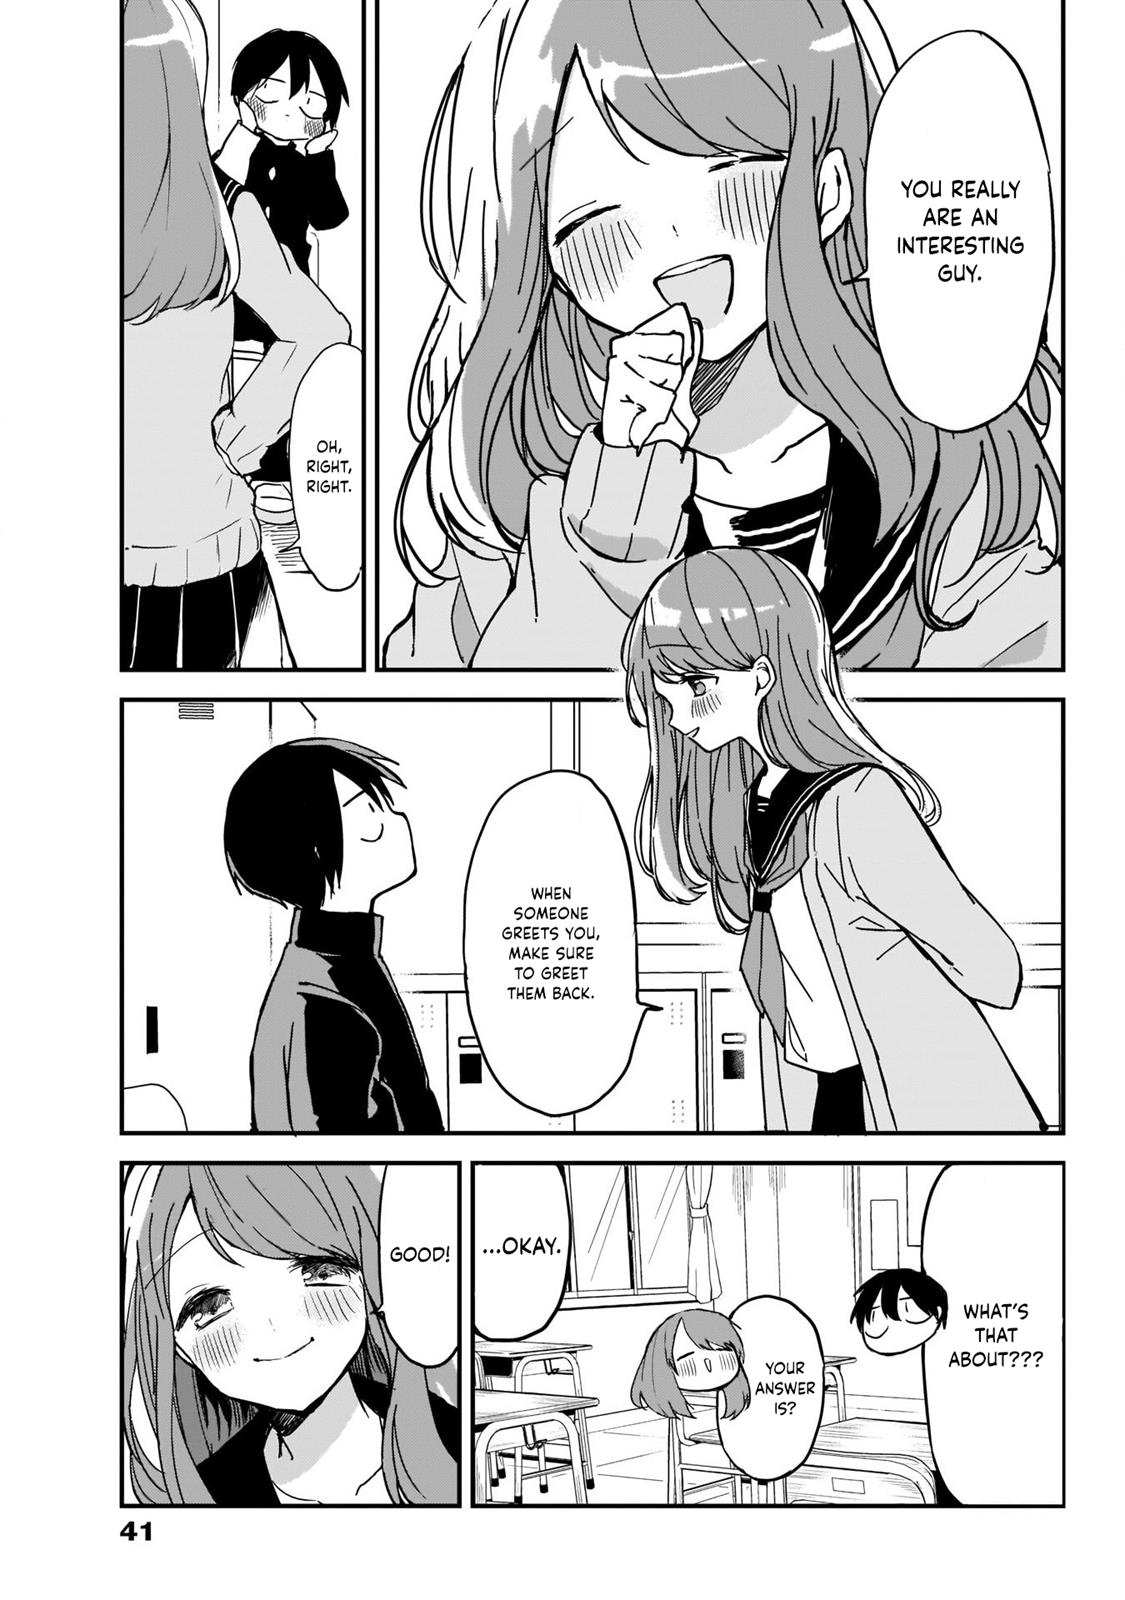 YOU REALLY
ARE AN
INTERESTING
GUY.
OH,
RIGHT,
RIGHT.
WHEN
SOMEONE
GREETS YOU,
MAKE SURE
TO GREET
THEM BACK.
WHAT'S
THAT
ABOUT???
YOUR
ANSWER
IS?
...OKAY.
GOOD!
41